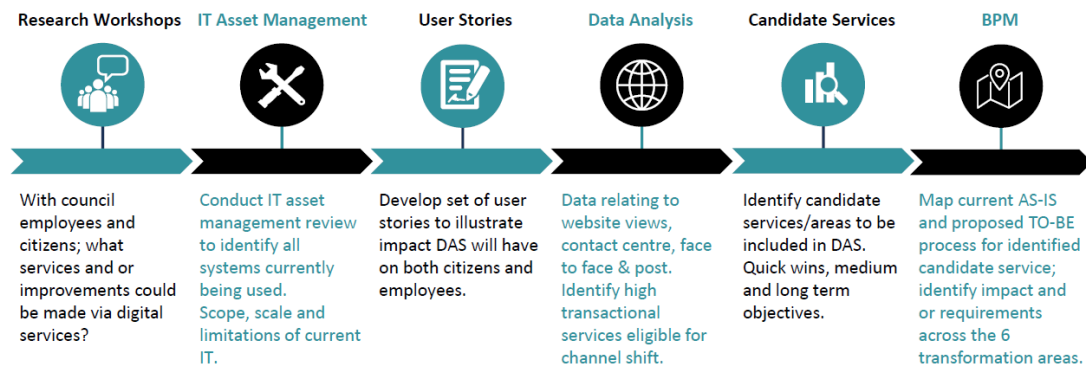 Research Workshops
IT Asset Management
User Stories
Data Analysis
Candidate Services
BPM
With council
employees and
citizens; what
services and or
improvements could
be made via digital
services?
Conduct IT asset
management review
to identify all
systems currently
being used.
Scope, scale and
limitations of current
IT.
Develop set of user
stories to illustrate
impact DAS will have
on both citizens and
employees.
Data relating to
website views,
contact centre, face
to face & post.
Identify high
transactional
services eligible for
channel shift.
Identify candidate
services/areas to be
included in DAS.
Quick wins, medium
and long term
objectives.
Map current AS-IS
and proposed TO-BE
process for identified
candidate service;
identify impact and
or requirements
across the 6
transformation areas.